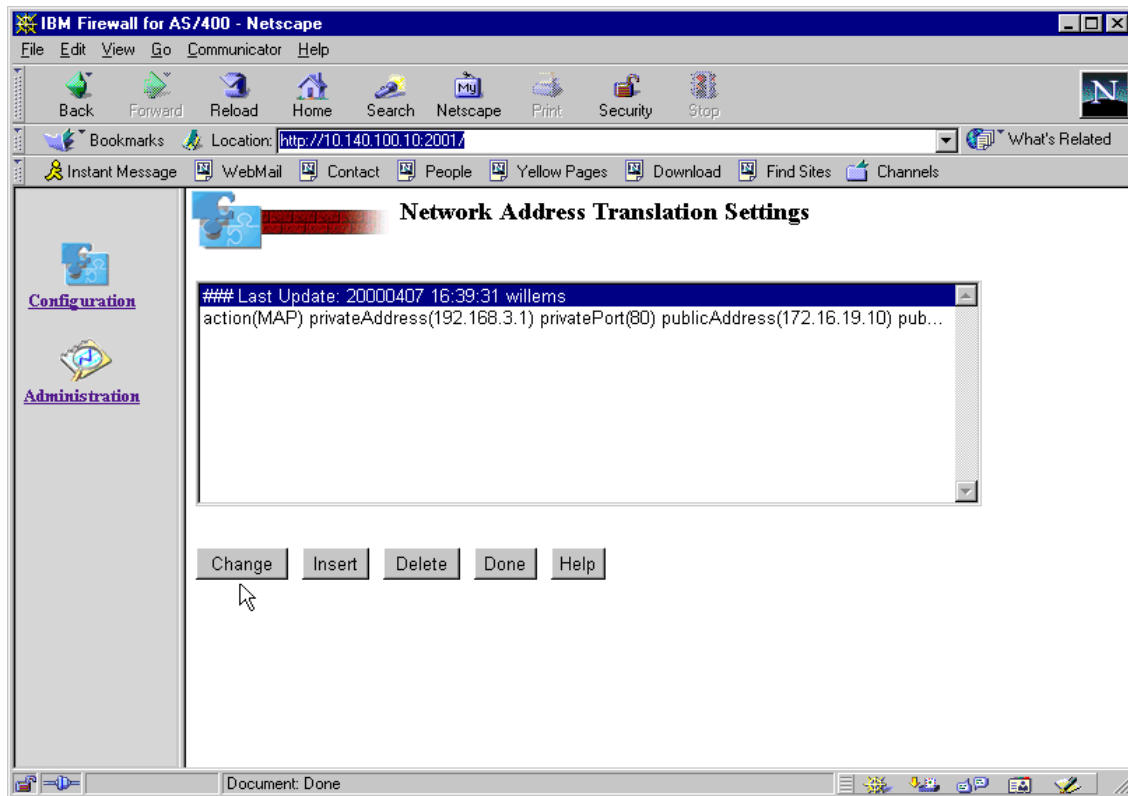 IBM Firewall for AS/400 - Netscape
File Edit View Go Communicator Help
My
N
Back Forward Reload Home Search Netscape Print Security Stop
Bookmarks Location: http://10.140.100.10:2001/ What's Related
Instant Message WebMail Contact People Yellow Pages Download Find Sites Channels
Network Address Translation Settings
Configuration
Administration
### Last Update: 20000407 16:39:31 willems
action(MAP) privateAddress(192.168.3.1) privatePort(80) publicAddress(172.16.19.10) pub...
Change Insert Delete Done Help
Document: Done